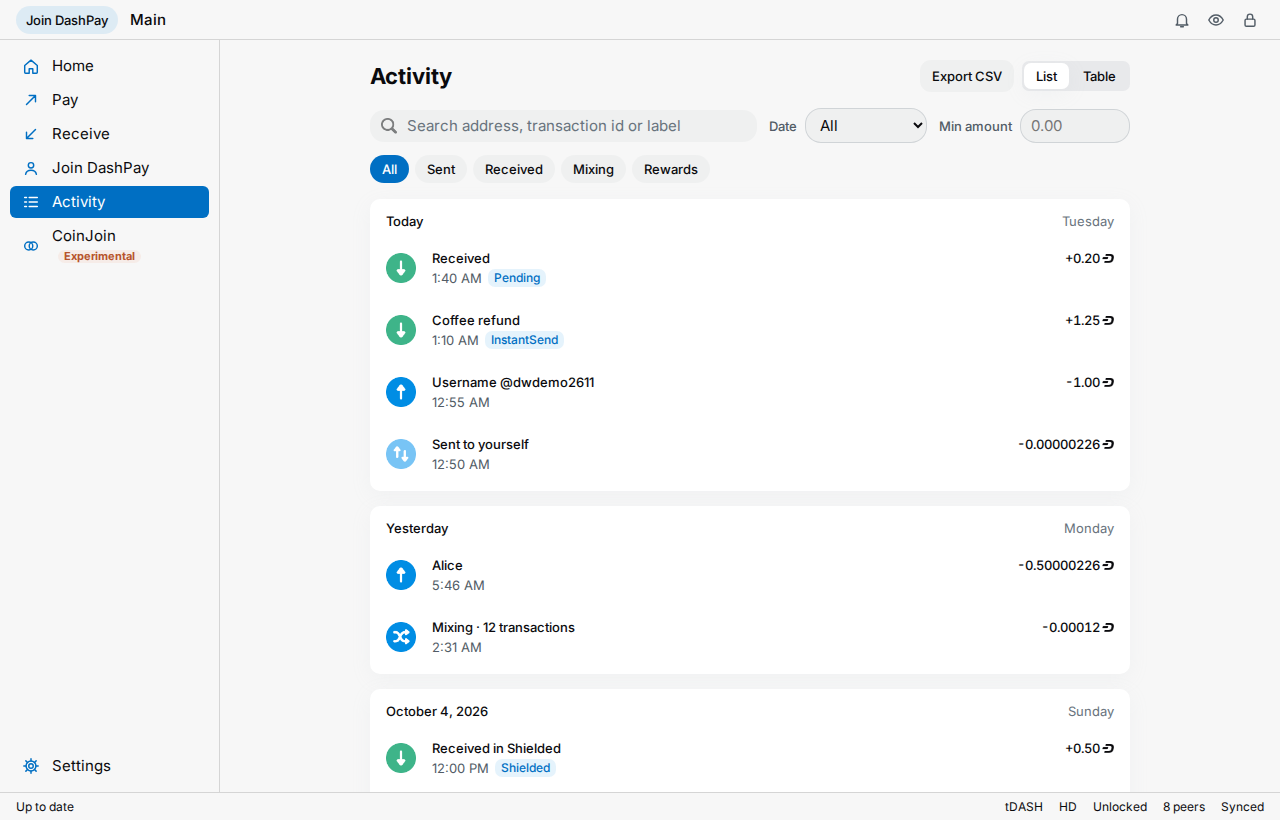 Join DashPay Main
Home
Pay
Receive
Join DashPay
Activity
CoinJoin
Experimental
Settings
Activity
Export CSV List Table
Search address, transaction id or label Date All Min amount 0.00
All Sent Received Mixing Rewards
Today Tuesday
Received +0.20
1:40 AM Pending
Coffee refund +1.25
1:10 AM InstantSend
Username @dwdemo2611 -1.00
12:55 AM
Sent to yourself -0.00000226
12:50 AM
Yesterday Monday
Alice -0.50000226
5:46 AM
Mixing · 12 transactions -0.00012
2:31 AM
October 4, 2026 Sunday
Received in Shielded +0.50
12:00 PM Shielded
Up to date tDASH HD Unlocked 8 peers Synced